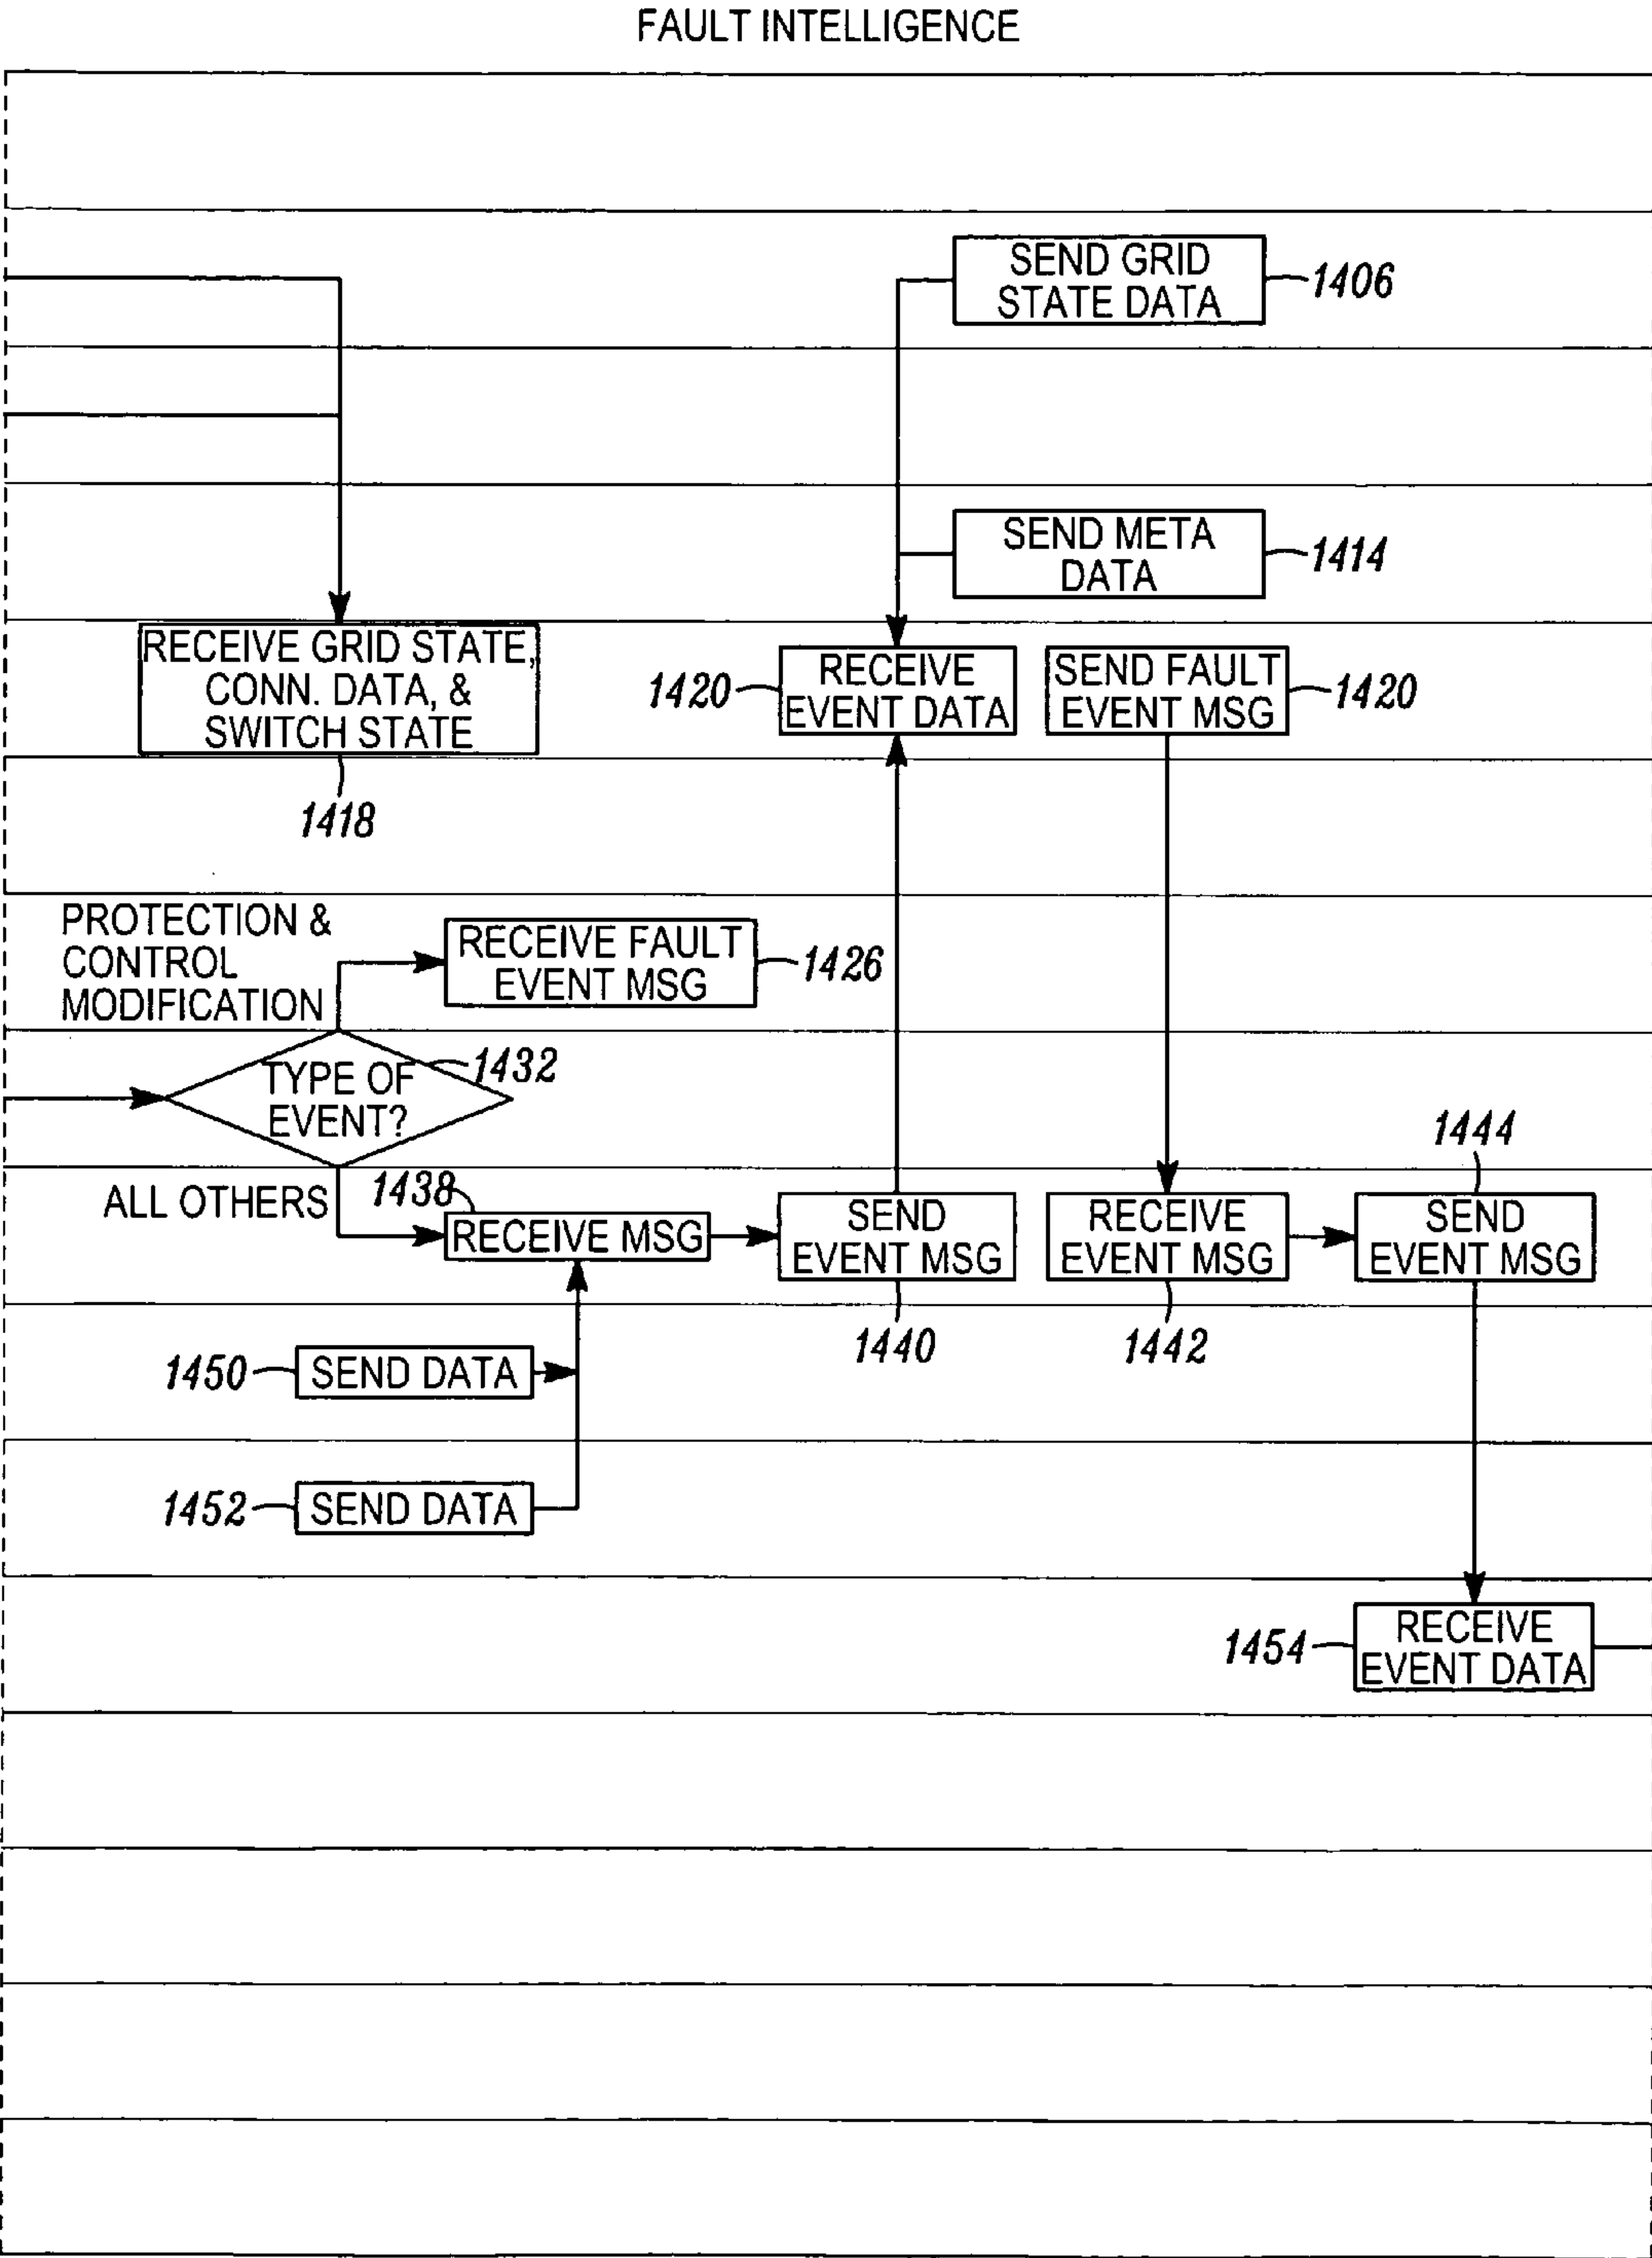 FAULT INTELLIGENCE
SEND GRID
STATE DATA
1406
SEND META
DATA
1414
RECEIVE GRID STATE,
CONN. DATA, &
SWITCH STATE
1418
1420
RECEIVE
EVENT DATA
SEND FAULT
EVENT MSG
1420
PROTECTION &
CONTROL
MODIFICATION
RECEIVE FAULT
EVENT MSG
1426
TYPE OF
EVENT?
1432
ALL OTHERS
1438
RECEIVE MSG
SEND
EVENT MSG
1440
RECEIVE
EVENT MSG
1442
1444
SEND
EVENT MSG
1450
SEND DATA
1452
SEND DATA
1454
RECEIVE
EVENT DATA